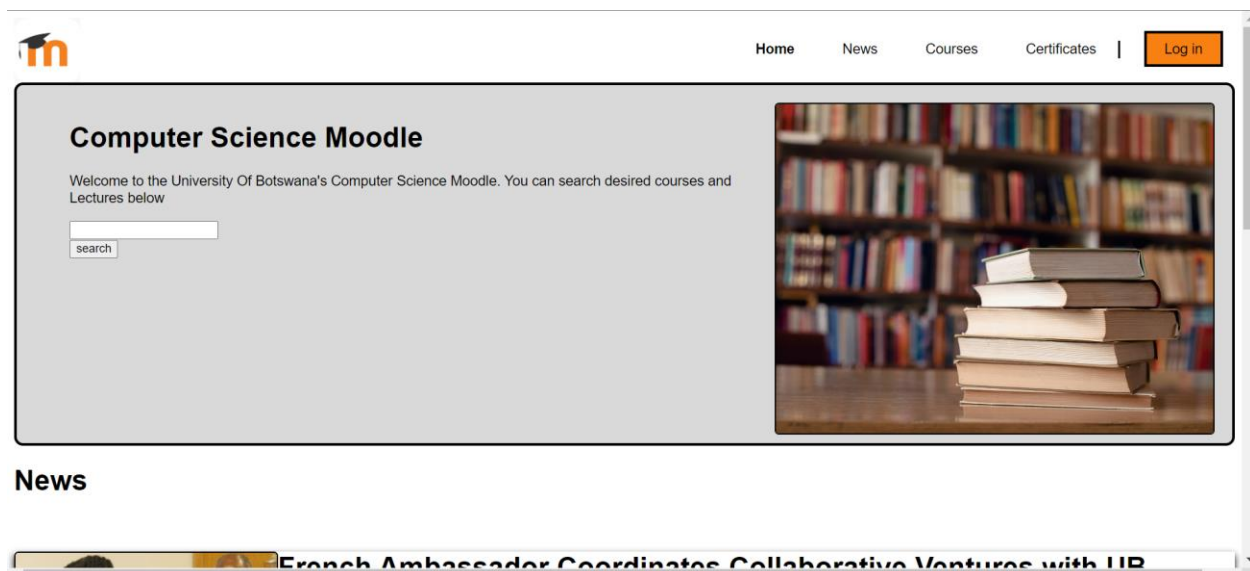 m
Home News Courses Certificates | Log in
Computer Science Moodle
Welcome to the University Of Botswana's Computer Science Moodle. You can search desired courses and
Lectures below
search
News
French Ambassador Coordinates Collaborative Ventures with UB